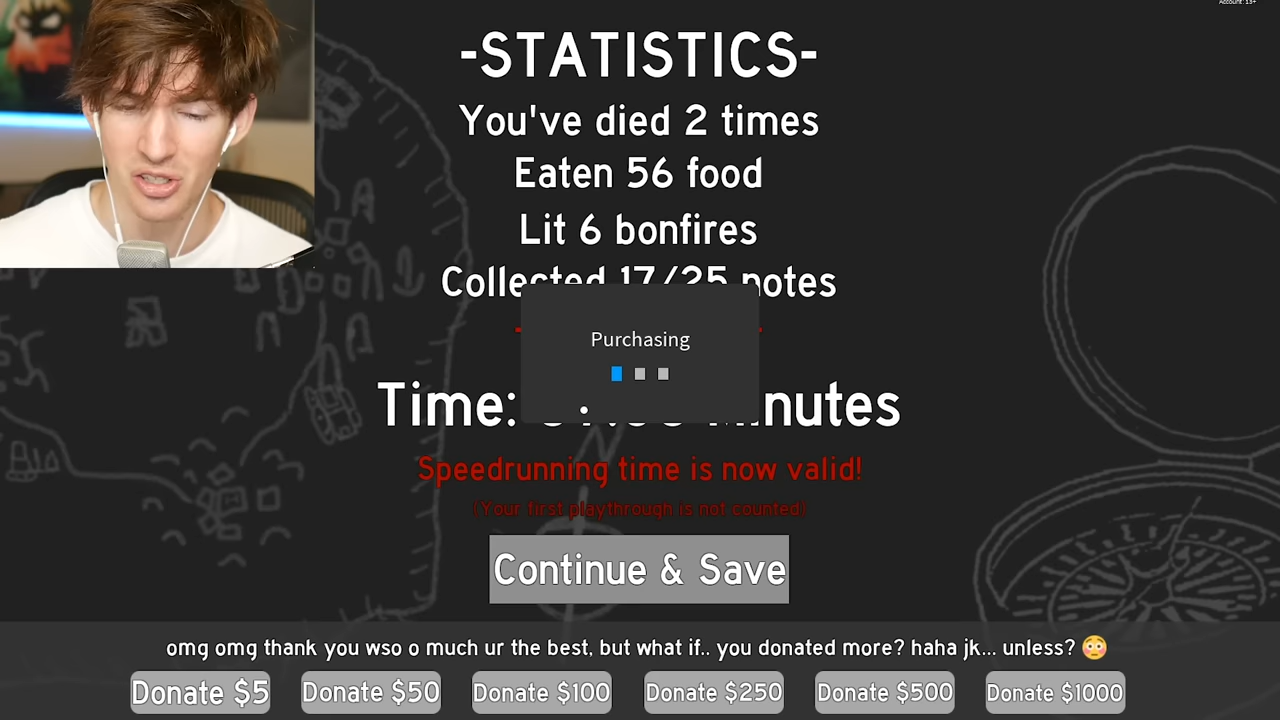 Account: 13+
-STATISTICS-
You've died 2 times
Eaten 56 food
Lit 6 bonfires
Collected 17/25 notes
Purchasing
Time: Minutes
Speedrunning time is now valid!
(Your first playthrough is not counted)
Continue & Save
omg omg thank you wso o much ur the best, but what if.. you donated more? haha jk... unless? 😳
Donate $5 Donate $50 Donate $100 Donate $250 Donate $500 Donate $1000